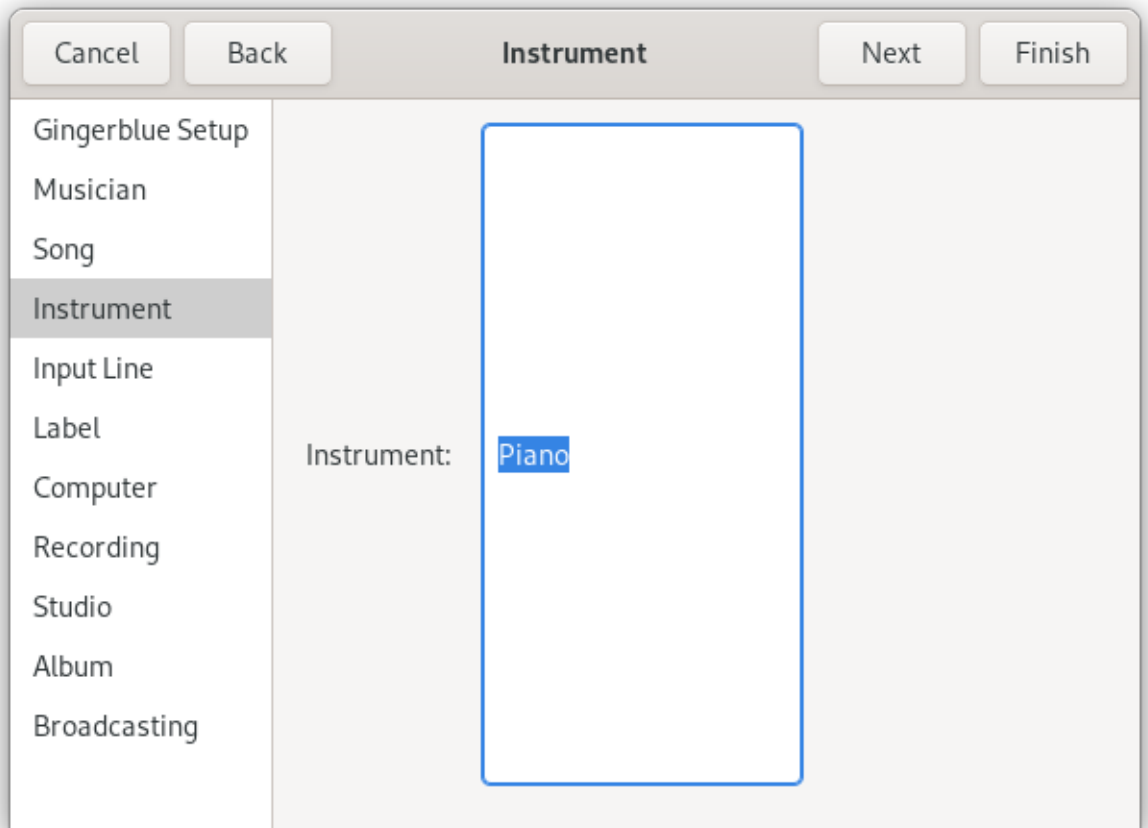 Cancel Back Instrument Next Finish
Gingerblue Setup
Musician
Song
Instrument
Input Line
Label
Computer
Recording
Studio
Album
Broadcasting
Instrument: Piano